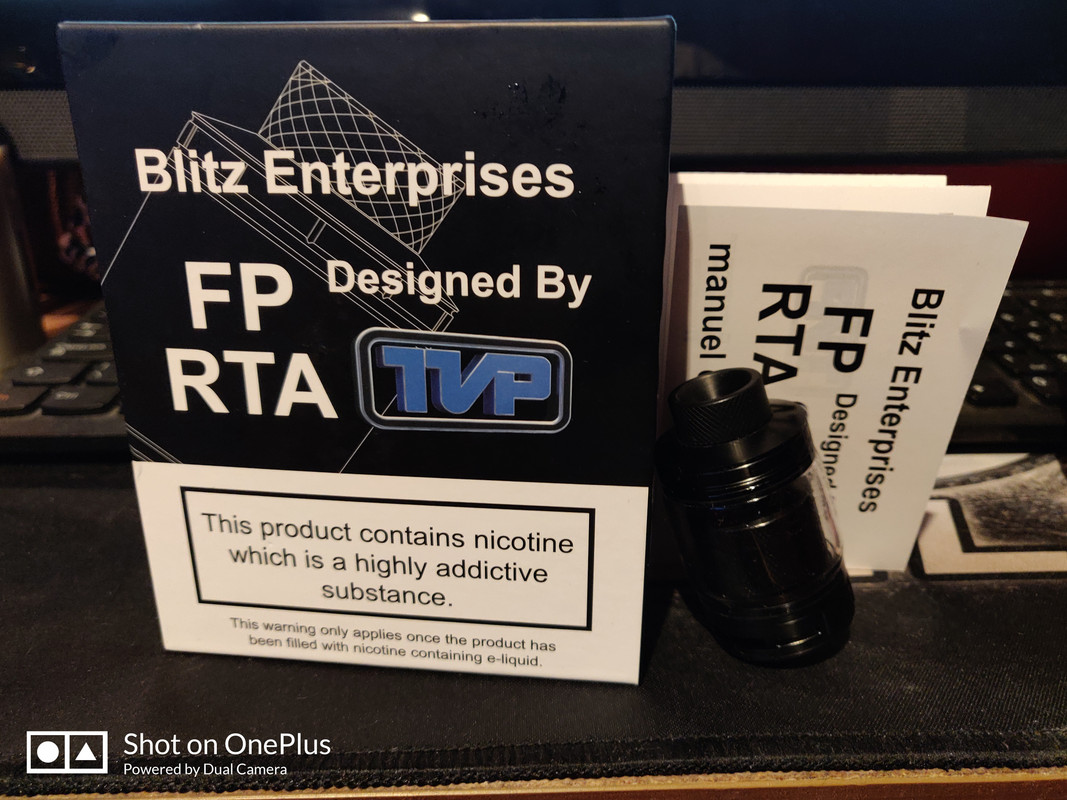 Blitz Enterprises
FP
RTA
Designed By
TVP
This product contains nicotine
which is a highly addictive
substance.
This warning only applies once the product has
been filled with nicotine containing e-liquid.
Blitz Enterprises
FP Designed
RTA
manuel
Shot on OnePlus
Powered by Dual Camera